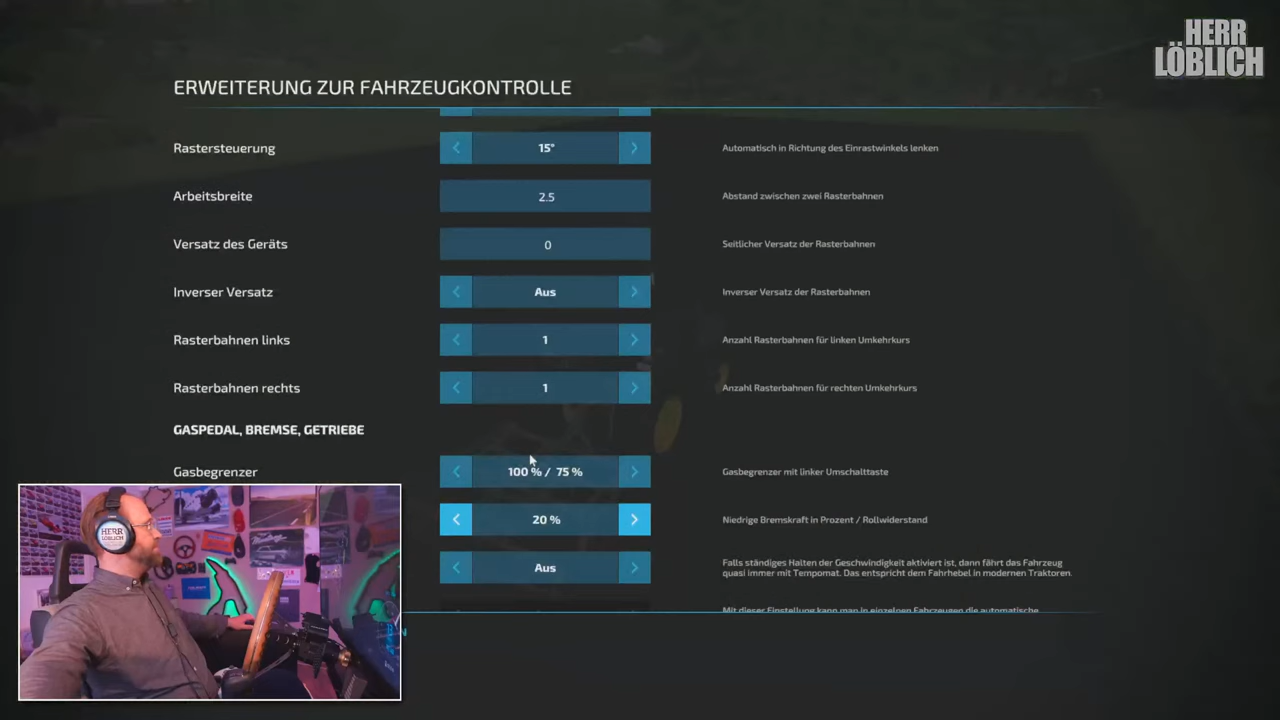 HERR
LÖBLICH
ERWEITERUNG ZUR FAHRZEUGKONTROLLE
Rastersteuerung 15° Automatisch in Richtung des Einrastwinkels lenken
Arbeitsbreite 2.5 Abstand zwischen zwei Rasterbahnen
Versatz des Geräts 0 Seitlicher Versatz der Rasterbahnen
Inverser Versatz Aus Inverser Versatz der Rasterbahnen
Rasterbahnen links 1 Anzahl Rasterbahnen für linken Umkehrkurs
Rasterbahnen rechts 1 Anzahl Rasterbahnen für rechten Umkehrkurs
GASPEDAL, BREMSE, GETRIEBE
Gasbegrenzer 100 % / 75 % Gasbegrenzer mit linker Umschalttaste
20 % Niedrige Bremskraft in Prozent / Rollwiderstand
Aus Falls ständiges Halten der Geschwindigkeit aktiviert ist, dann fährt das Fahrzeug
quasi immer mit Tempomat. Das entspricht dem Fahrhebel in modernen Traktoren.
Mit dieser Einstellung kann man in einzelnen Fahrzeugen die automatische
HERR
LÖBLICH
N